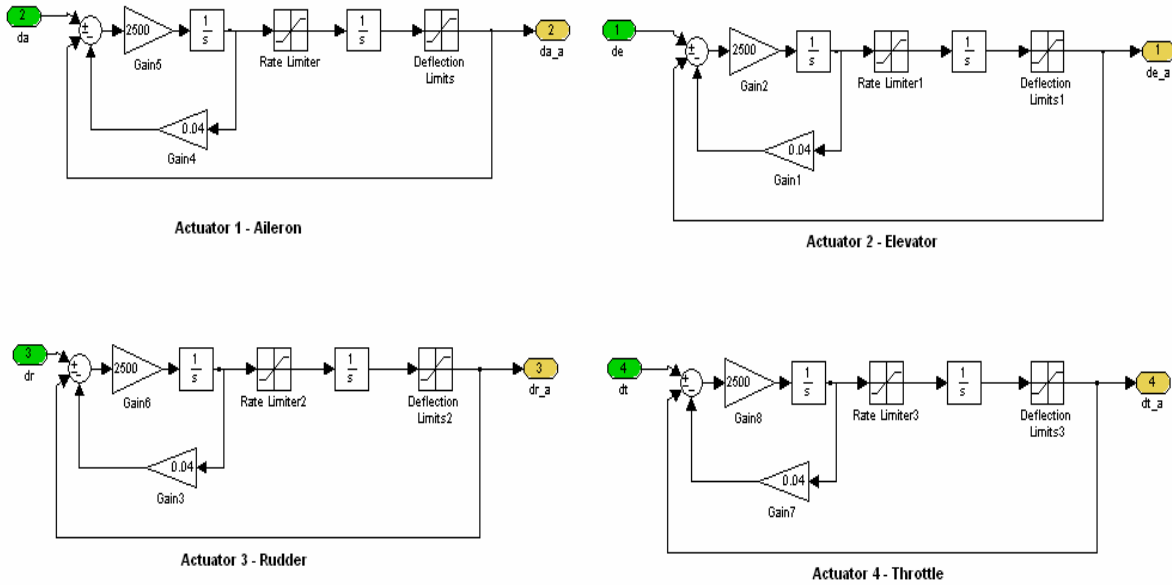 2
da
+
−
−
2500
Gain5
1
s
Rate Limiter
1
s
Deflection
Limits
2
da_a
0.04
Gain4
Actuator 1 - Aileron
1
de
+
−
−
2500
Gain2
1
s
Rate Limiter1
1
s
Deflection
Limits1
1
de_a
0.04
Gain1
Actuator 2 - Elevator
3
dr
+
−
−
2500
Gain6
1
s
Rate Limiter2
1
s
Deflection
Limits2
3
dr_a
0.04
Gain3
Actuator 3 - Rudder
4
dt
+
−
−
2500
Gain8
1
s
Rate Limiter3
1
s
Deflection
Limits3
4
dt_a
0.04
Gain7
Actuator 4 - Throttle